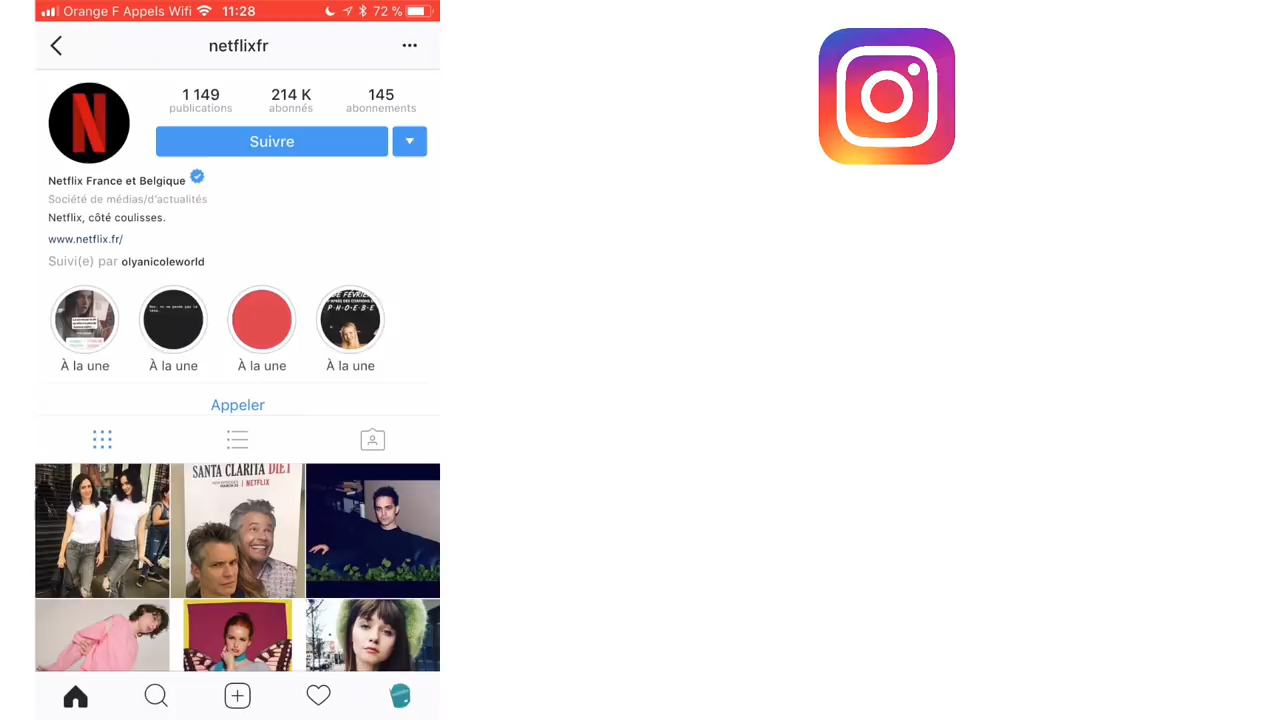 Orange F Appels Wifi 11:28 72 %
netflixfr
1 149 214 K 145
publications abonnés abonnements
Suivre
Netflix France et Belgique
Société de médias/d'actualités
Netflix, côté coulisses.
www.netflix.fr/
Suivi(e) par olyanicoleworld
P·H·O·E·B·E
À la une À la une À la une À la une
Appeler
SANTA CLARITA DIET
NETFLIX